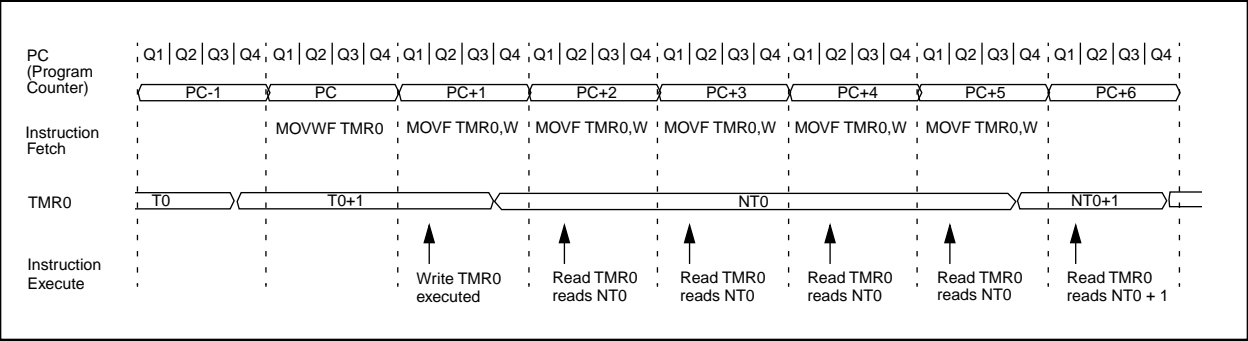 PC
(Program
Counter)
Q1 Q2 Q3 Q4 Q1 Q2 Q3 Q4 Q1 Q2 Q3 Q4 Q1 Q2 Q3 Q4 Q1 Q2 Q3 Q4 Q1 Q2 Q3 Q4 Q1 Q2 Q3 Q4 Q1 Q2 Q3 Q4
PC-1 PC PC+1 PC+2 PC+3 PC+4 PC+5 PC+6
Instruction
Fetch
MOVWF TMR0 MOVF TMR0,W MOVF TMR0,W MOVF TMR0,W MOVF TMR0,W MOVF TMR0,W
TMR0
T0 T0+1 NT0 NT0+1
Instruction
Execute
Write TMR0
executed
Read TMR0
reads NT0
Read TMR0
reads NT0
Read TMR0
reads NT0
Read TMR0
reads NT0
Read TMR0
reads NT0 + 1